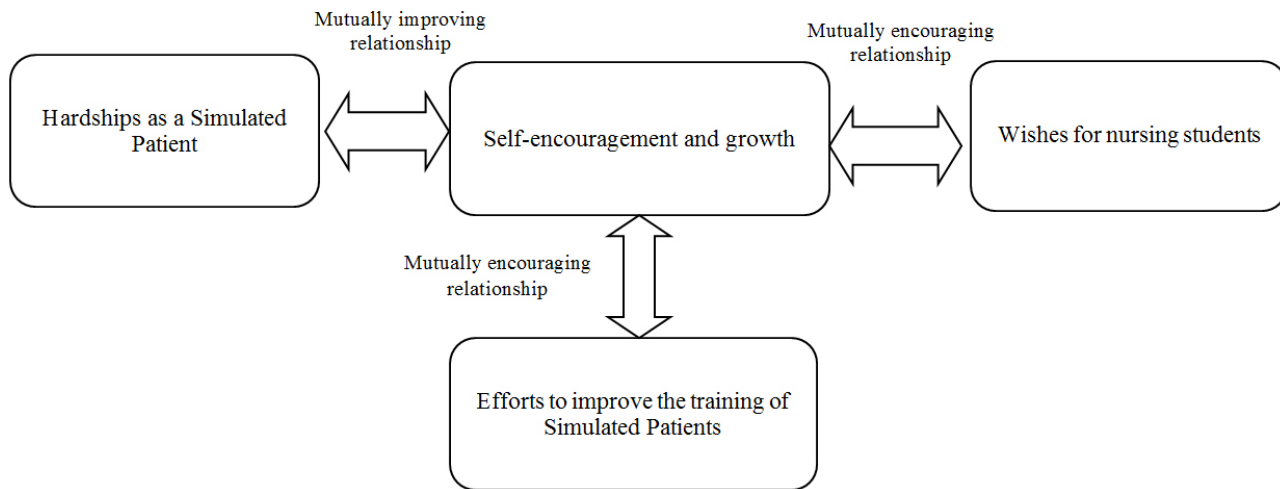 Mutually improving
relationship
Mutually encouraging
relationship
Hardships as a Simulated
Patient
Self-encouragement and growth
Wishes for nursing students
Mutually encouraging
relationship
Efforts to improve the training of
Simulated Patients